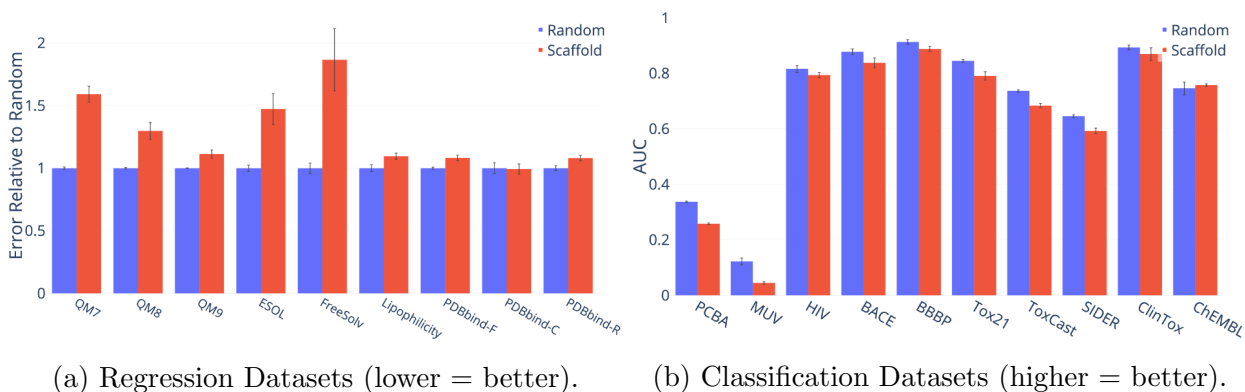 Error Relative to Random
2
1.5
1
0.5
0
Random
Scaffold
QM7
QM8
QM9
ESOL
FreeSolv
Lipophilicity
PDBbind-F
PDBbind-C
PDBbind-R
(a) Regression Datasets (lower = better).
AUC
1
0.8
0.6
0.4
0.2
0
Random
Scaffold
PCBA
MUV
HIV
BACE
BBBP
Tox21
ToxCast
SIDER
ClinTox
ChEMBL
(b) Classification Datasets (higher = better).